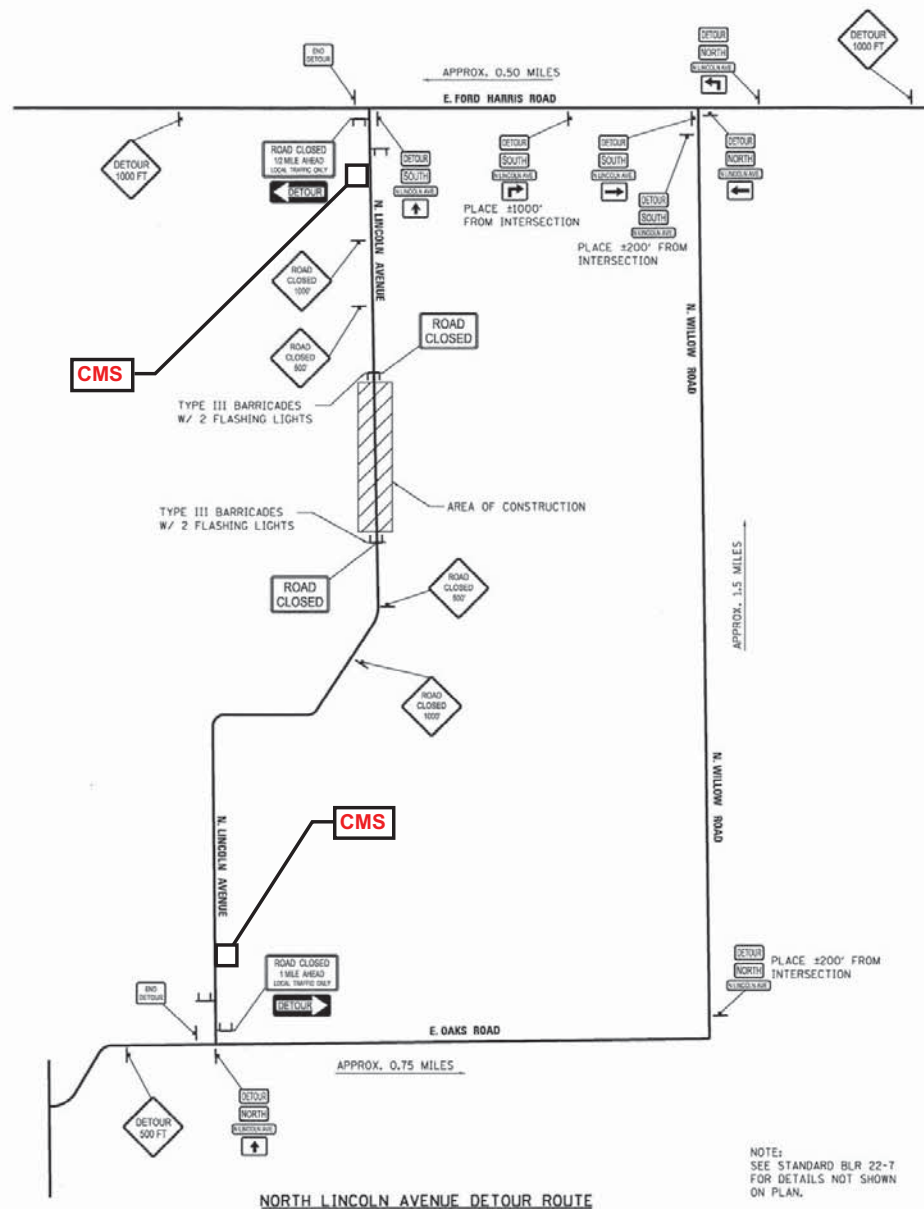 END
DETOUR
DETOUR
NORTH
N LINCOLN AVE.
DETOUR
1000 FT
APPROX. 0.50 MILES
E. FORD HARRIS ROAD
DETOUR
1000 FT
ROAD CLOSED
1/2 MILE AHEAD
LOCAL TRAFFIC ONLY
DETOUR
DETOUR
SOUTH
N LINCOLN AVE.
DETOUR
SOUTH
N LINCOLN AVE.
PLACE ±1000'
FROM INTERSECTION
DETOUR
SOUTH
N LINCOLN AVE.
DETOUR
SOUTH
N LINCOLN AVE.
PLACE ±200' FROM
INTERSECTION
DETOUR
NORTH
N LINCOLN AVE.
N. LINCOLN AVENUE
ROAD
CLOSED
1000'
ROAD
CLOSED
500'
ROAD
CLOSED
CMS
N. WILLOW ROAD
TYPE III BARRICADES
W/ 2 FLASHING LIGHTS
AREA OF CONSTRUCTION
TYPE III BARRICADES
W/ 2 FLASHING LIGHTS
ROAD
CLOSED
ROAD
CLOSED
500'
APPROX. 1.5 MILES
ROAD
CLOSED
1000'
N. WILLOW ROAD
N. LINCOLN AVENUE
CMS
ROAD CLOSED
1 MILE AHEAD
LOCAL TRAFFIC ONLY
DETOUR
END
DETOUR
DETOUR
NORTH
N LINCOLN AVE.
PLACE ±200' FROM
INTERSECTION
E. OAKS ROAD
APPROX. 0.75 MILES
DETOUR
500 FT
DETOUR
NORTH
N LINCOLN AVE.
NOTE:
SEE STANDARD BLR 22-7
FOR DETAILS NOT SHOWN
ON PLAN.
NORTH LINCOLN AVENUE DETOUR ROUTE